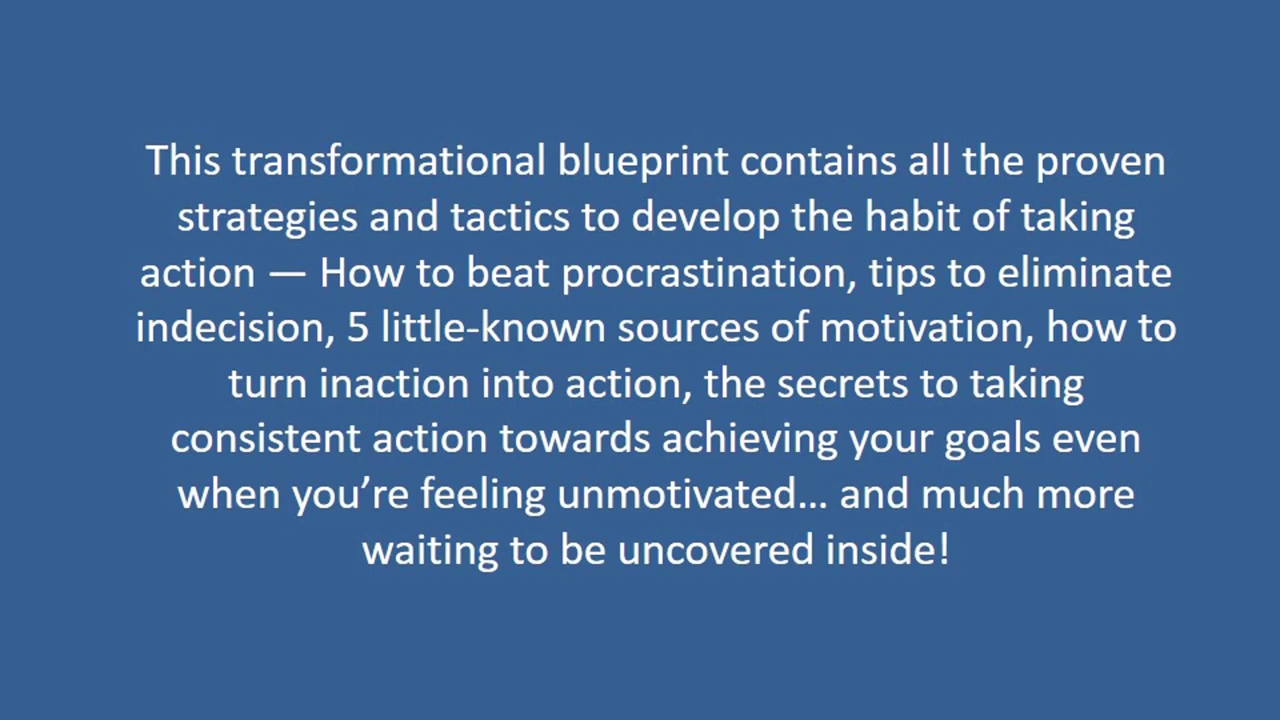 This transformational blueprint contains all the proven
strategies and tactics to develop the habit of taking
action — How to beat procrastination, tips to eliminate
indecision, 5 little-known sources of motivation, how to
turn inaction into action, the secrets to taking
consistent action towards achieving your goals even
when you’re feeling unmotivated… and much more
waiting to be uncovered inside!